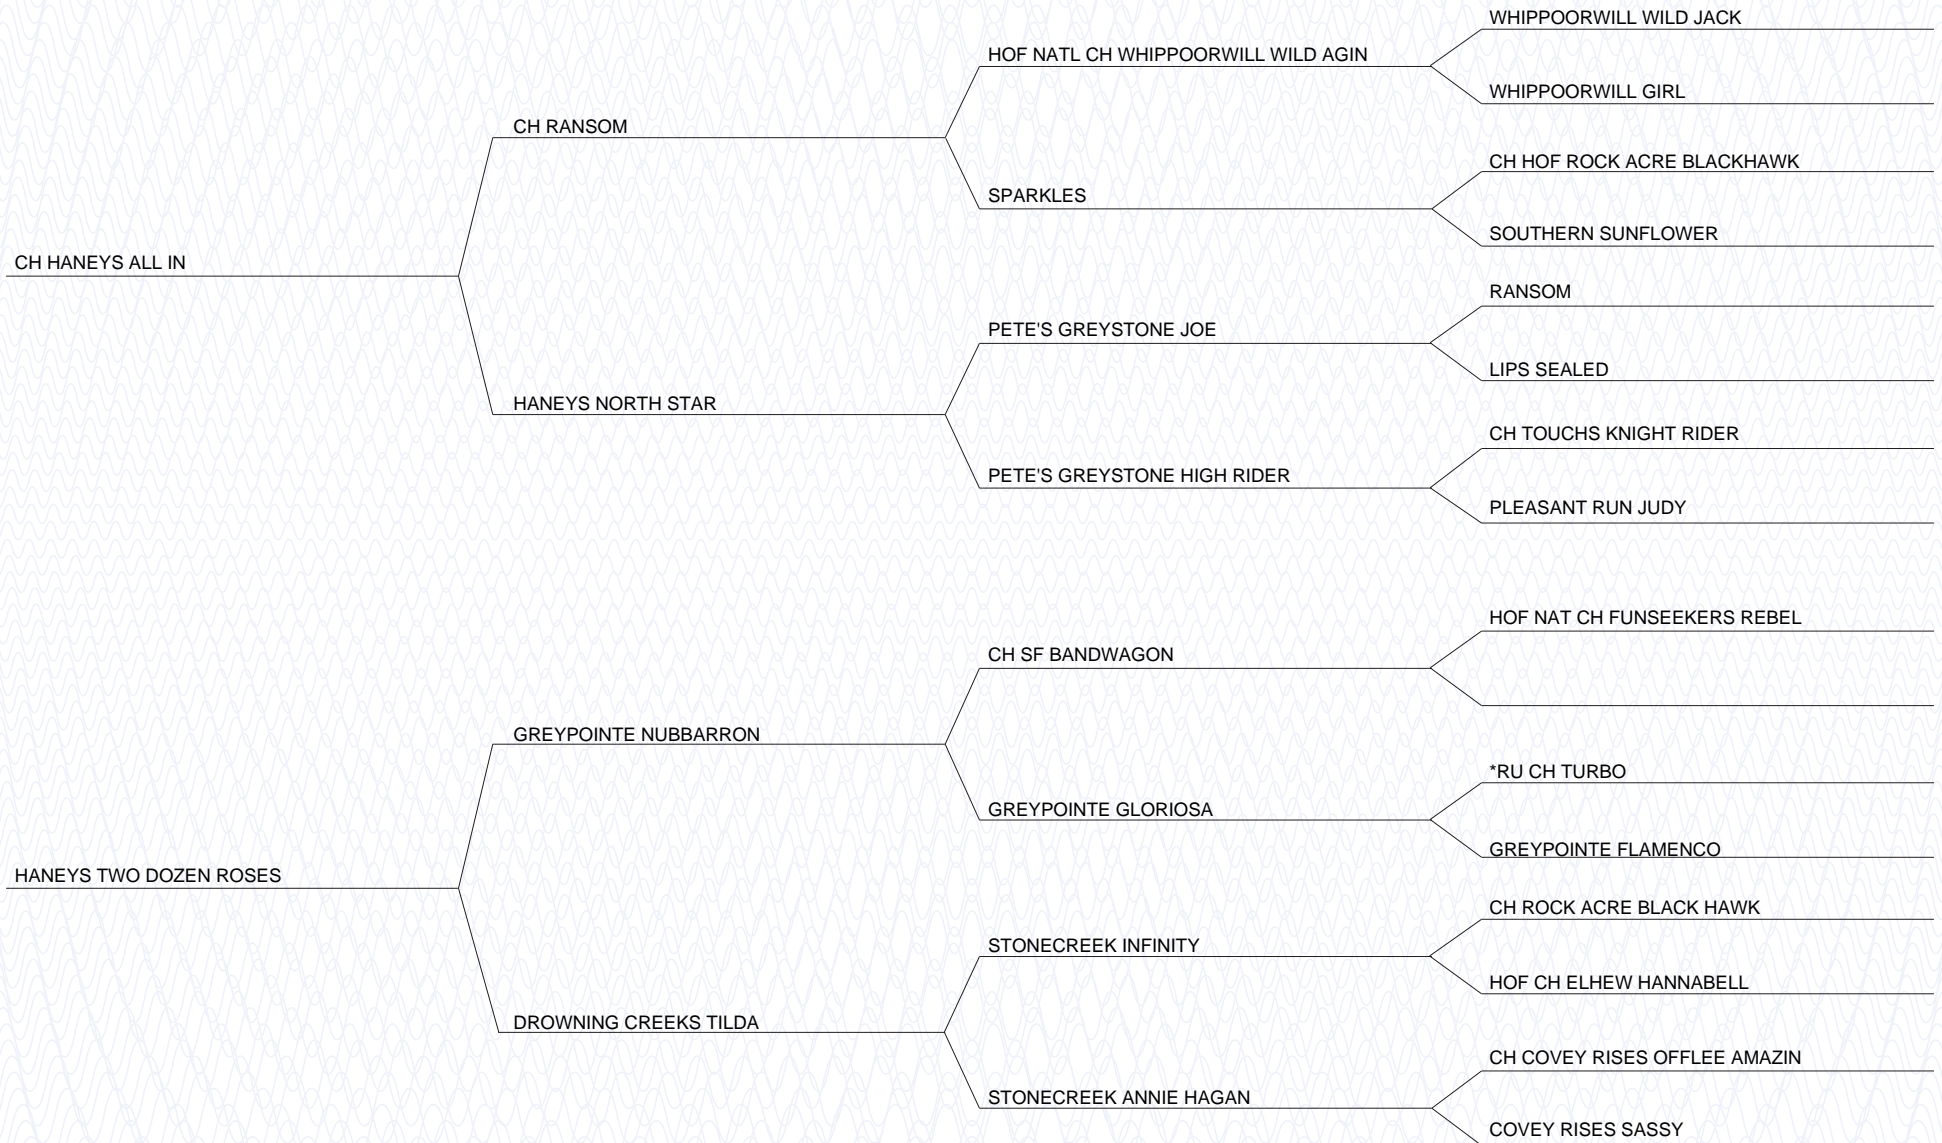 WHIPPOORWILL WILD JACK
HOF NATL CH WHIPPOORWILL WILD AGIN
WHIPPOORWILL GIRL
CH RANSOM
CH HOF ROCK ACRE BLACKHAWK
SPARKLES
SOUTHERN SUNFLOWER
CH HANEYS ALL IN
RANSOM
PETE'S GREYSTONE JOE
LIPS SEALED
HANEYS NORTH STAR
CH TOUCHS KNIGHT RIDER
PETE'S GREYSTONE HIGH RIDER
PLEASANT RUN JUDY
HOF NAT CH FUNSEEKERS REBEL
CH SF BANDWAGON
GREYPOINTE NUBBARRON
*RU CH TURBO
GREYPOINTE GLORIOSA
GREYPOINTE FLAMENCO
HANEYS TWO DOZEN ROSES
CH ROCK ACRE BLACK HAWK
STONECREEK INFINITY
HOF CH ELHEW HANNABELL
DROWNING CREEKS TILDA
CH COVEY RISES OFFLEE AMAZIN
STONECREEK ANNIE HAGAN
COVEY RISES SASSY